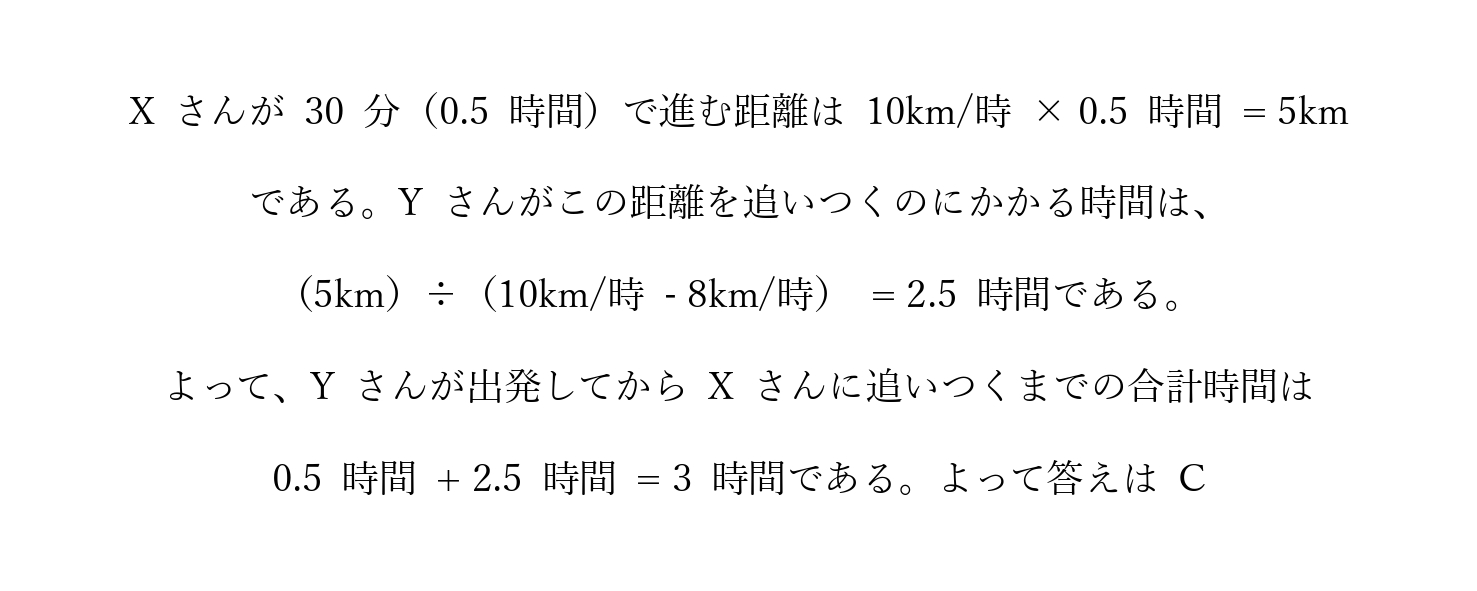 X さんが 30 分（0.5 時間）で進む距離は 10km/時 × 0.5 時間 = 5km
である。Y さんがこの距離を追いつくのにかかる時間は、
（5km）÷（10km/時 - 8km/時） = 2.5 時間である。
よって、Y さんが出発してから X さんに追いつくまでの合計時間は
0.5 時間 + 2.5 時間 = 3 時間である。よって答えは C